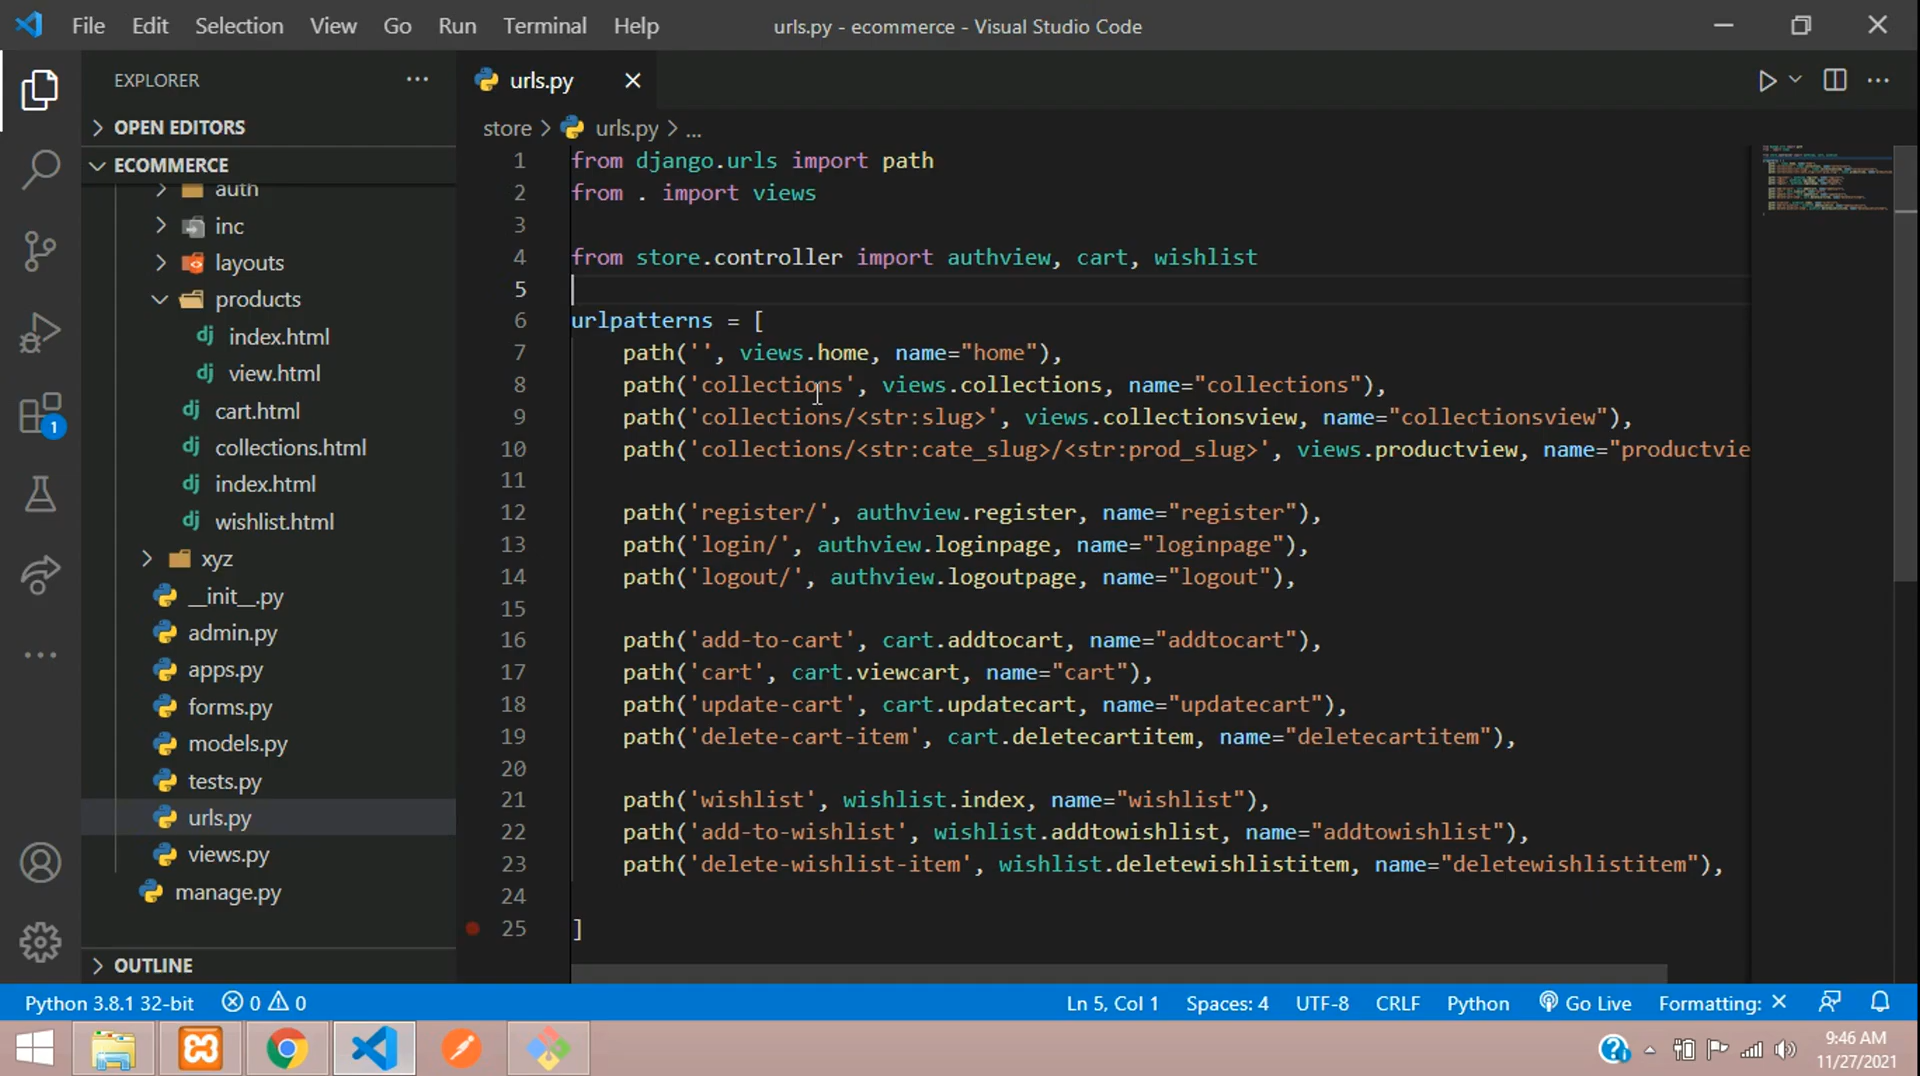 File Edit Selection View Go Run Terminal Help urls.py - ecommerce - Visual Studio Code
EXPLORER
OPEN EDITORS
ECOMMERCE
auth
inc
layouts
products
index.html
view.html
cart.html
collections.html
index.html
wishlist.html
xyz
__init__.py
admin.py
apps.py
forms.py
models.py
tests.py
urls.py
views.py
manage.py
OUTLINE
1
urls.py
store > urls.py > ...
1 from django.urls import path
2 from . import views
3
4 from store.controller import authview, cart, wishlist
5
6 urlpatterns = [
7 path('', views.home, name="home"),
8 path('collections', views.collections, name="collections"),
9 path('collections/<str:slug>', views.collectionsview, name="collectionsview"),
10 path('collections/<str:cate_slug>/<str:prod_slug>', views.productview, name="productvie
11
12 path('register/', authview.register, name="register"),
13 path('login/', authview.loginpage, name="loginpage"),
14 path('logout/', authview.logoutpage, name="logout"),
15
16 path('add-to-cart', cart.addtocart, name="addtocart"),
17 path('cart', cart.viewcart, name="cart"),
18 path('update-cart', cart.updatecart, name="updatecart"),
19 path('delete-cart-item', cart.deletecartitem, name="deletecartitem"),
20
21 path('wishlist', wishlist.index, name="wishlist"),
22 path('add-to-wishlist', wishlist.addtowishlist, name="addtowishlist"),
23 path('delete-wishlist-item', wishlist.deletewishlistitem, name="deletewishlistitem"),
24
25 ]
Python 3.8.1 32-bit 0 0 Ln 5, Col 1 Spaces: 4 UTF-8 CRLF Python Go Live Formatting: ×
9:46 AM
11/27/2021